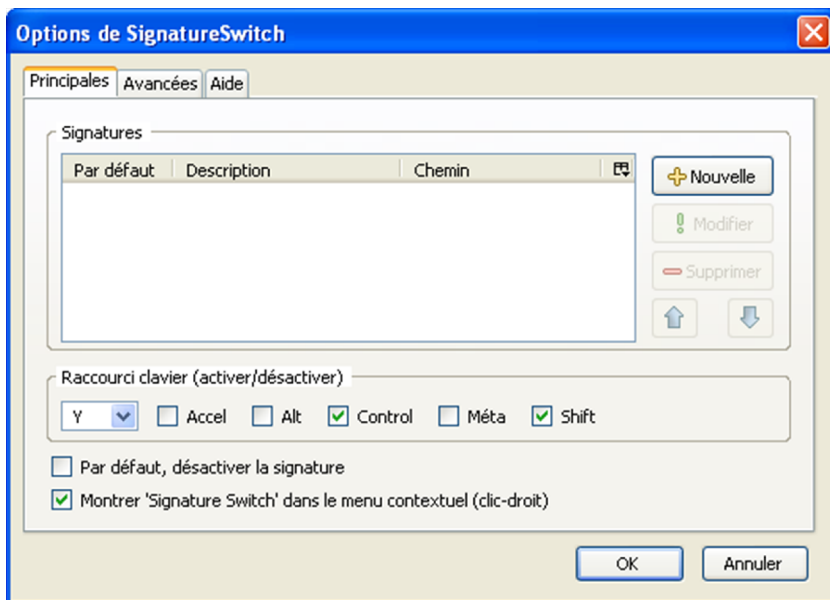 Options de SignatureSwitch
Principales Avancées Aide
Signatures
Par défaut Description Chemin
Nouvelle
Modifier
Supprimer
Raccourci clavier (activer/désactiver)
Y Accel Alt Control Méta Shift
Par défaut, désactiver la signature
Montrer 'Signature Switch' dans le menu contextuel (clic-droit)
OK Annuler